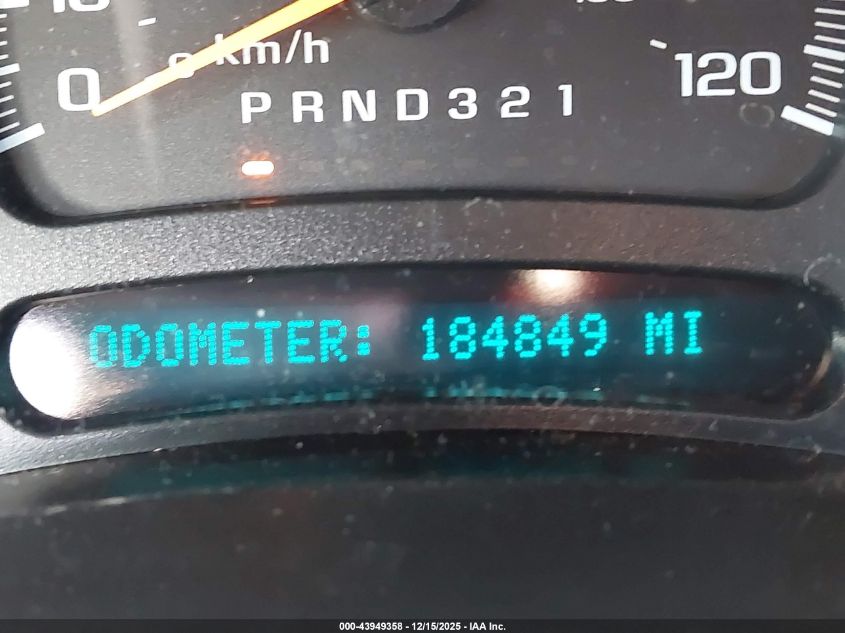 0
km/h
120
PRND321
ODOMETER: 184849 MI
000-43949358 - 12/15/2025 - IAA Inc.